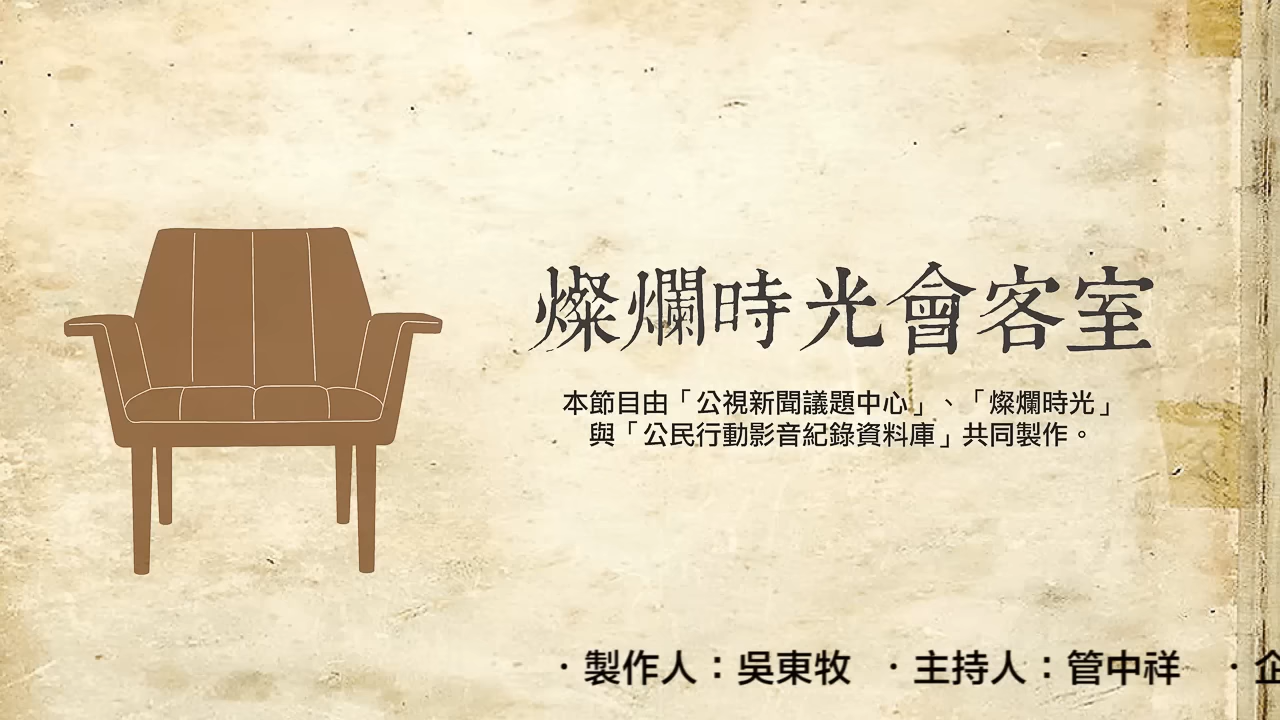 燦爛時光會客室
本節目由「公視新聞議題中心」、「燦爛時光」
與「公民行動影音紀錄資料庫」共同製作。
·製作人：吳東牧 ·主持人：管中祥 ·企